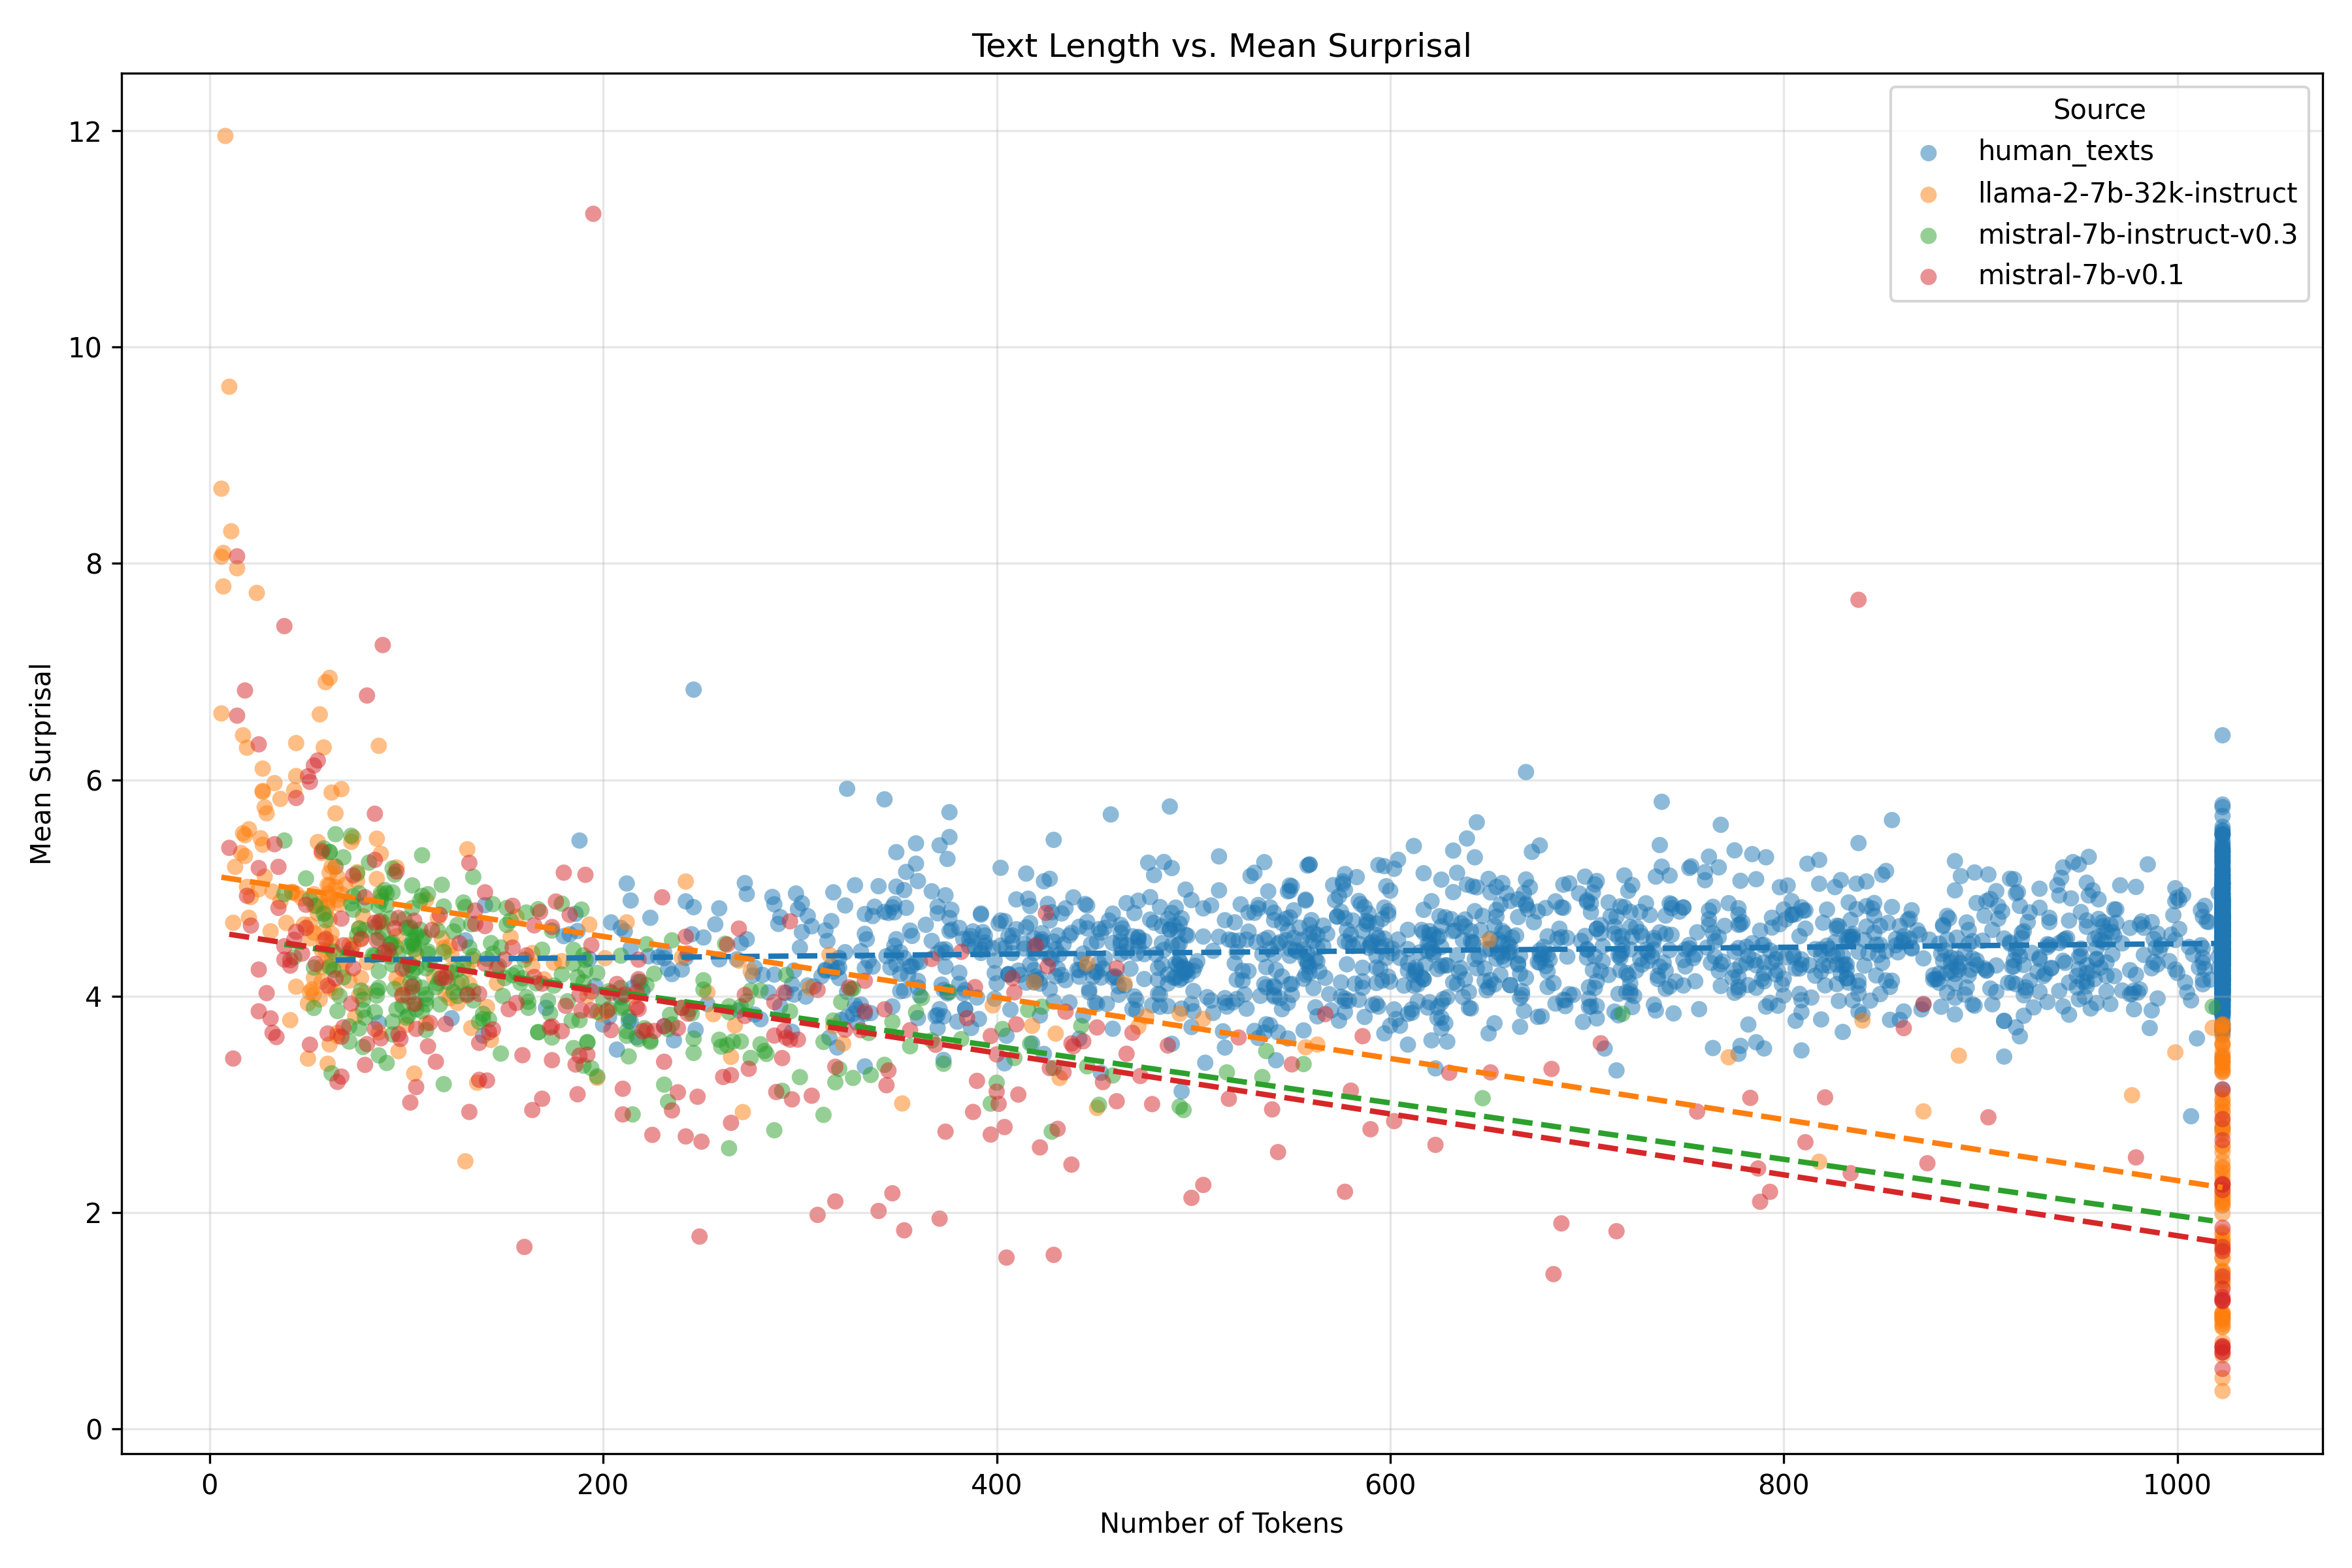 Text Length vs. Mean Surprisal
Source
human_texts
llama-2-7b-32k-instruct
mistral-7b-instruct-v0.3
mistral-7b-v0.1
Mean Surprisal
12
10
8
6
4
2
0
0 200 400 600 800 1000
Number of Tokens